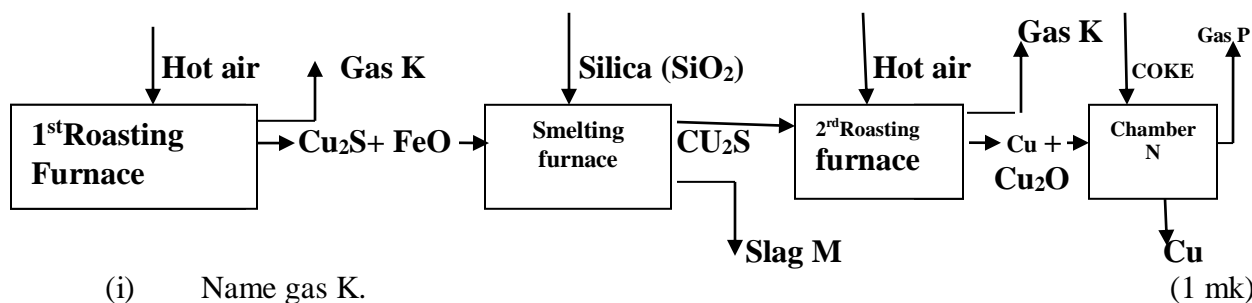 Gas K
Gas P
Hot air
Gas K
Silica (SiO₂)
Hot air
COKE
1ˢᵗRoasting
Furnace
Cu₂S+ FeO
Smelting
furnace
CU₂S
2ʳᵈRoasting
furnace
Cu +
Cu₂O
Chamber
N
Slag M
Cu
(i) Name gas K. (1 mk)